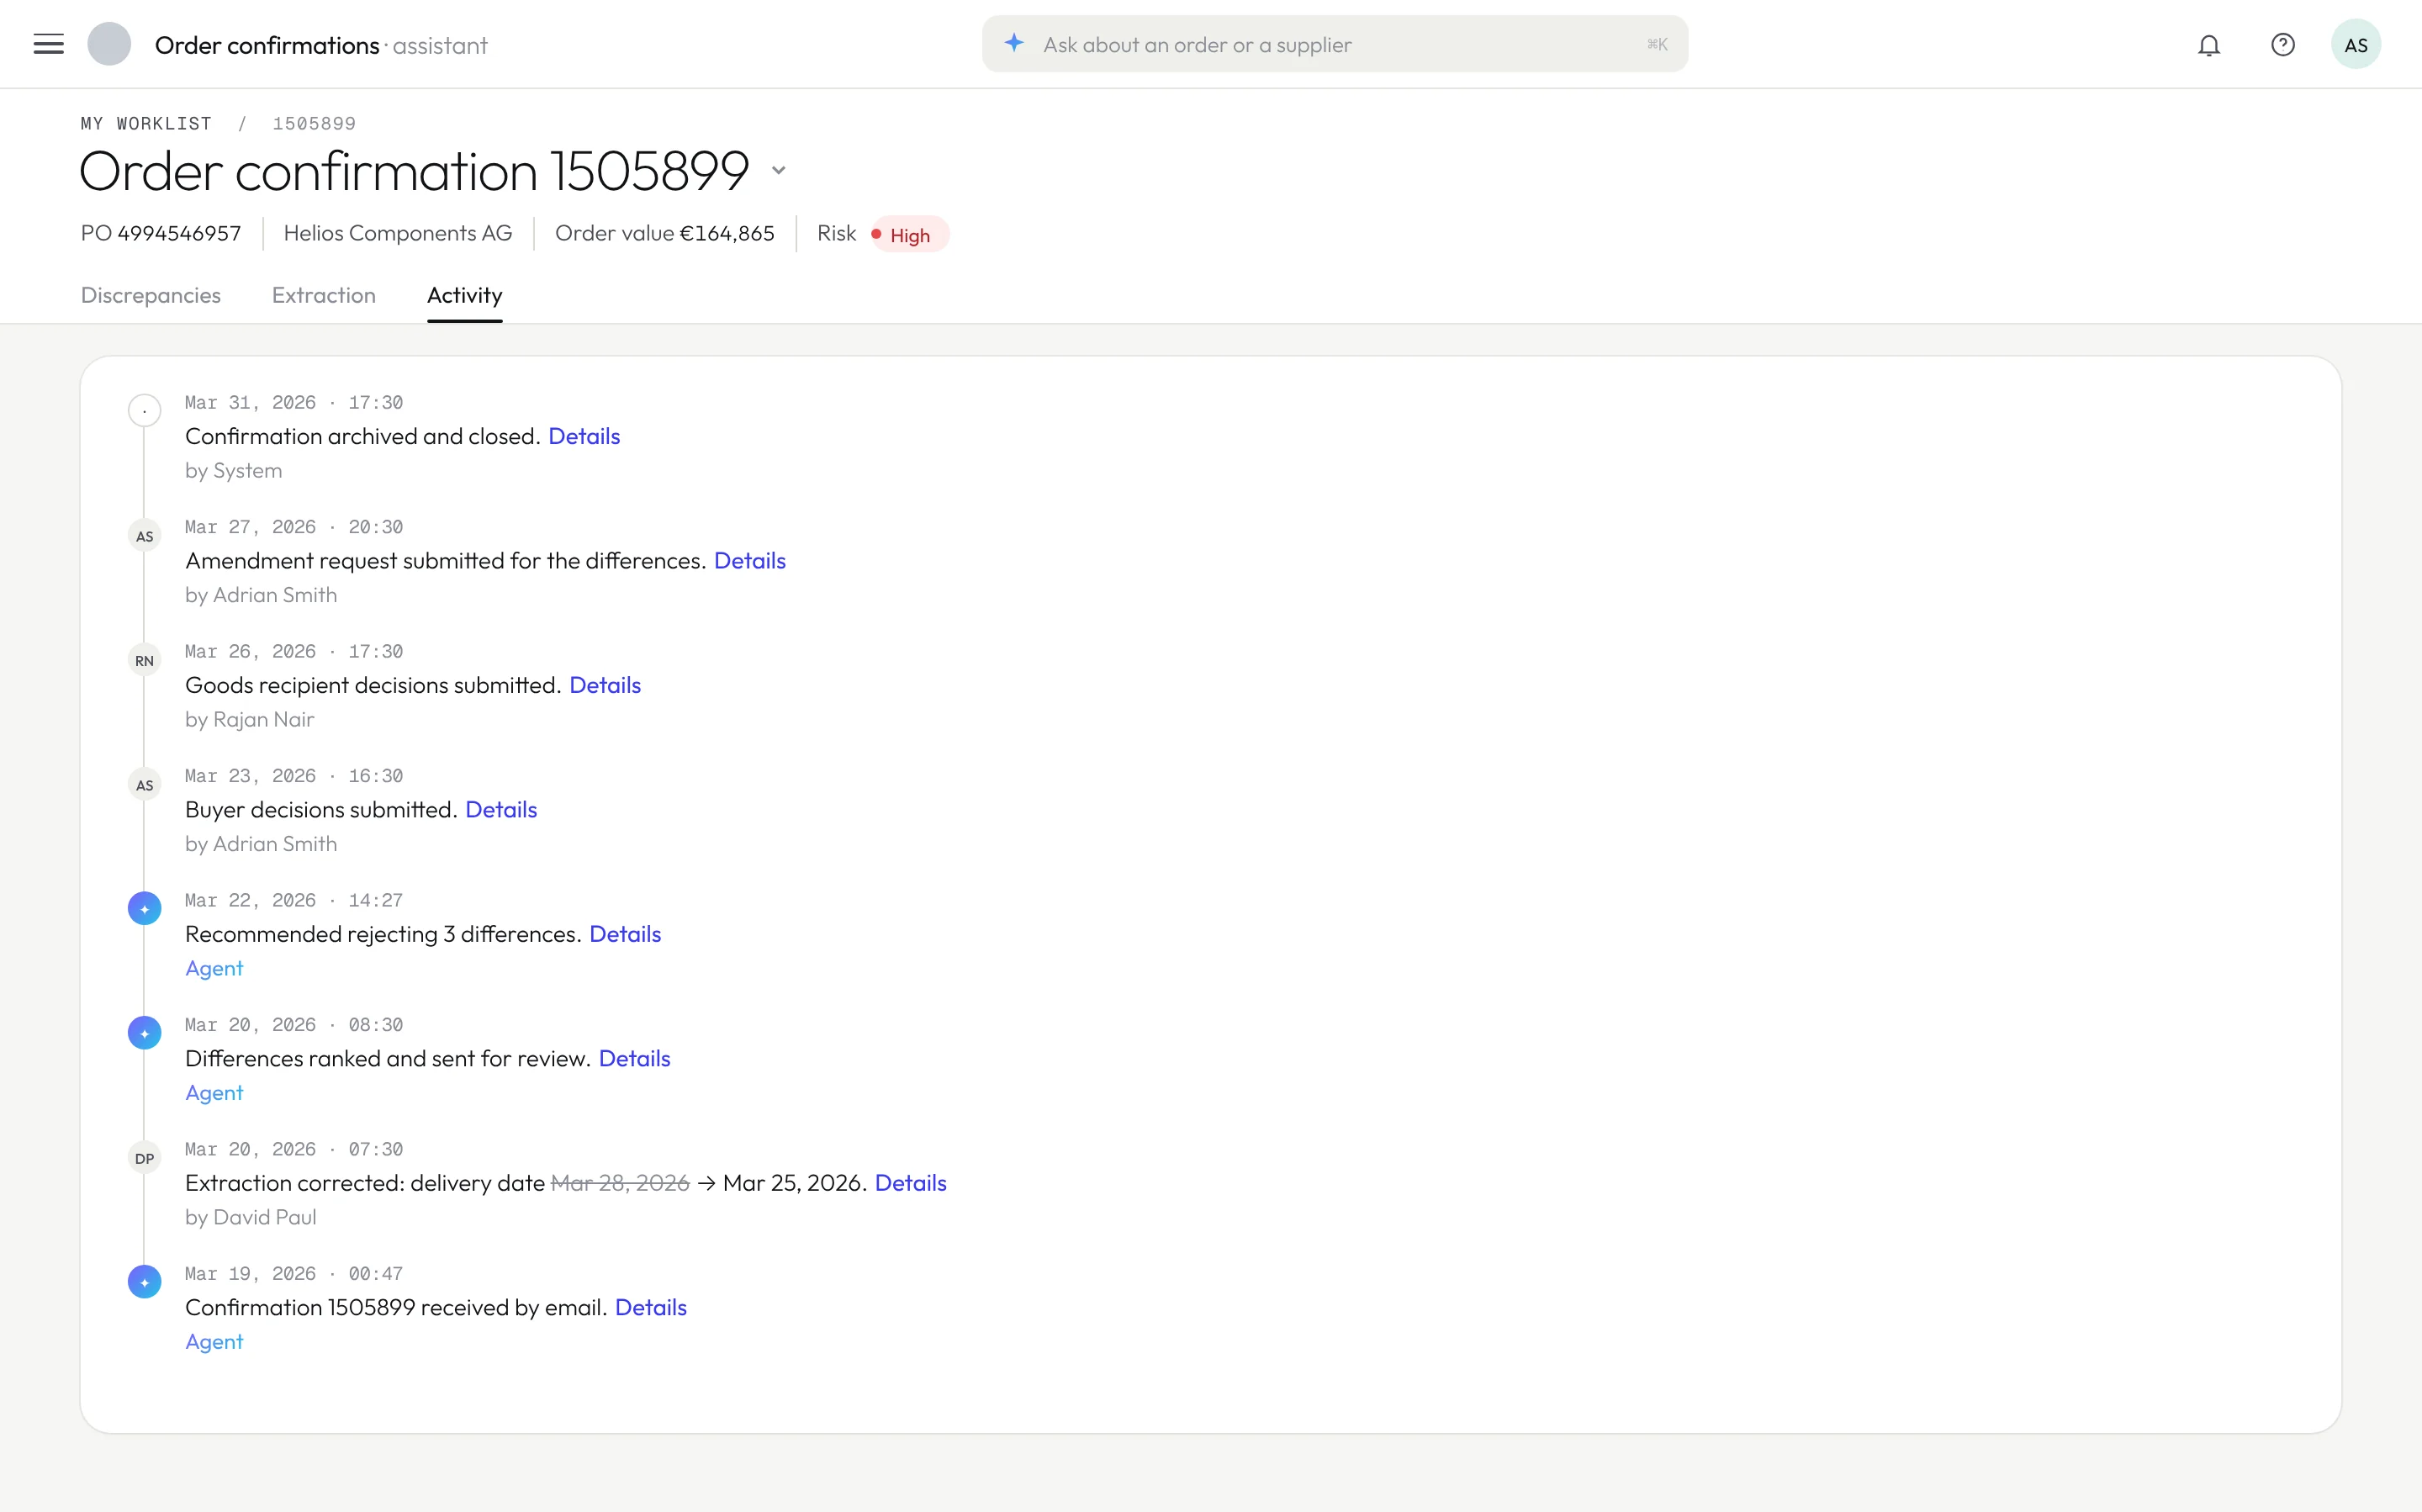 Order confirmations · assistant
Ask about an order or a supplier
⌘K
AS
MY WORKLIST / 1505899
Order confirmation 1505899
PO 4994546957
Helios Components AG
Order value €164,865
Risk
High
Discrepancies
Extraction
Activity
Mar 31, 2026 · 17:30
Confirmation archived and closed. Details
by System
AS
Mar 27, 2026 · 20:30
Amendment request submitted for the differences. Details
by Adrian Smith
RN
Mar 26, 2026 · 17:30
Goods recipient decisions submitted. Details
by Rajan Nair
AS
Mar 23, 2026 · 16:30
Buyer decisions submitted. Details
by Adrian Smith
Mar 22, 2026 · 14:27
Recommended rejecting 3 differences. Details
Agent
Mar 20, 2026 · 08:30
Differences ranked and sent for review. Details
Agent
DP
Mar 20, 2026 · 07:30
Extraction corrected: delivery date Mar 28, 2026 → Mar 25, 2026. Details
by David Paul
Mar 19, 2026 · 00:47
Confirmation 1505899 received by email. Details
Agent